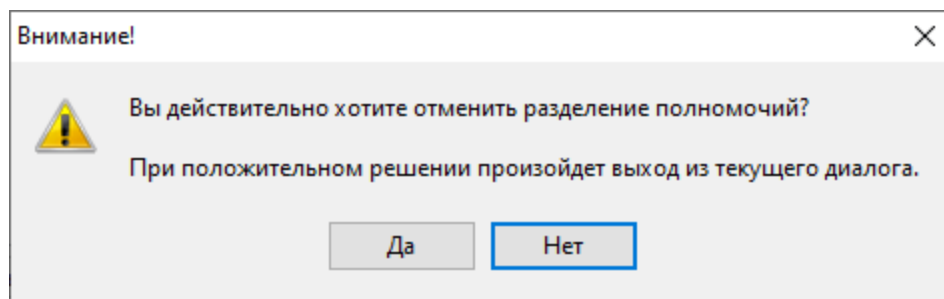 Внимание!
Вы действительно хотите отменить разделение полномочий?
При положительном решении произойдет выход из текущего диалога.
Да
Нет